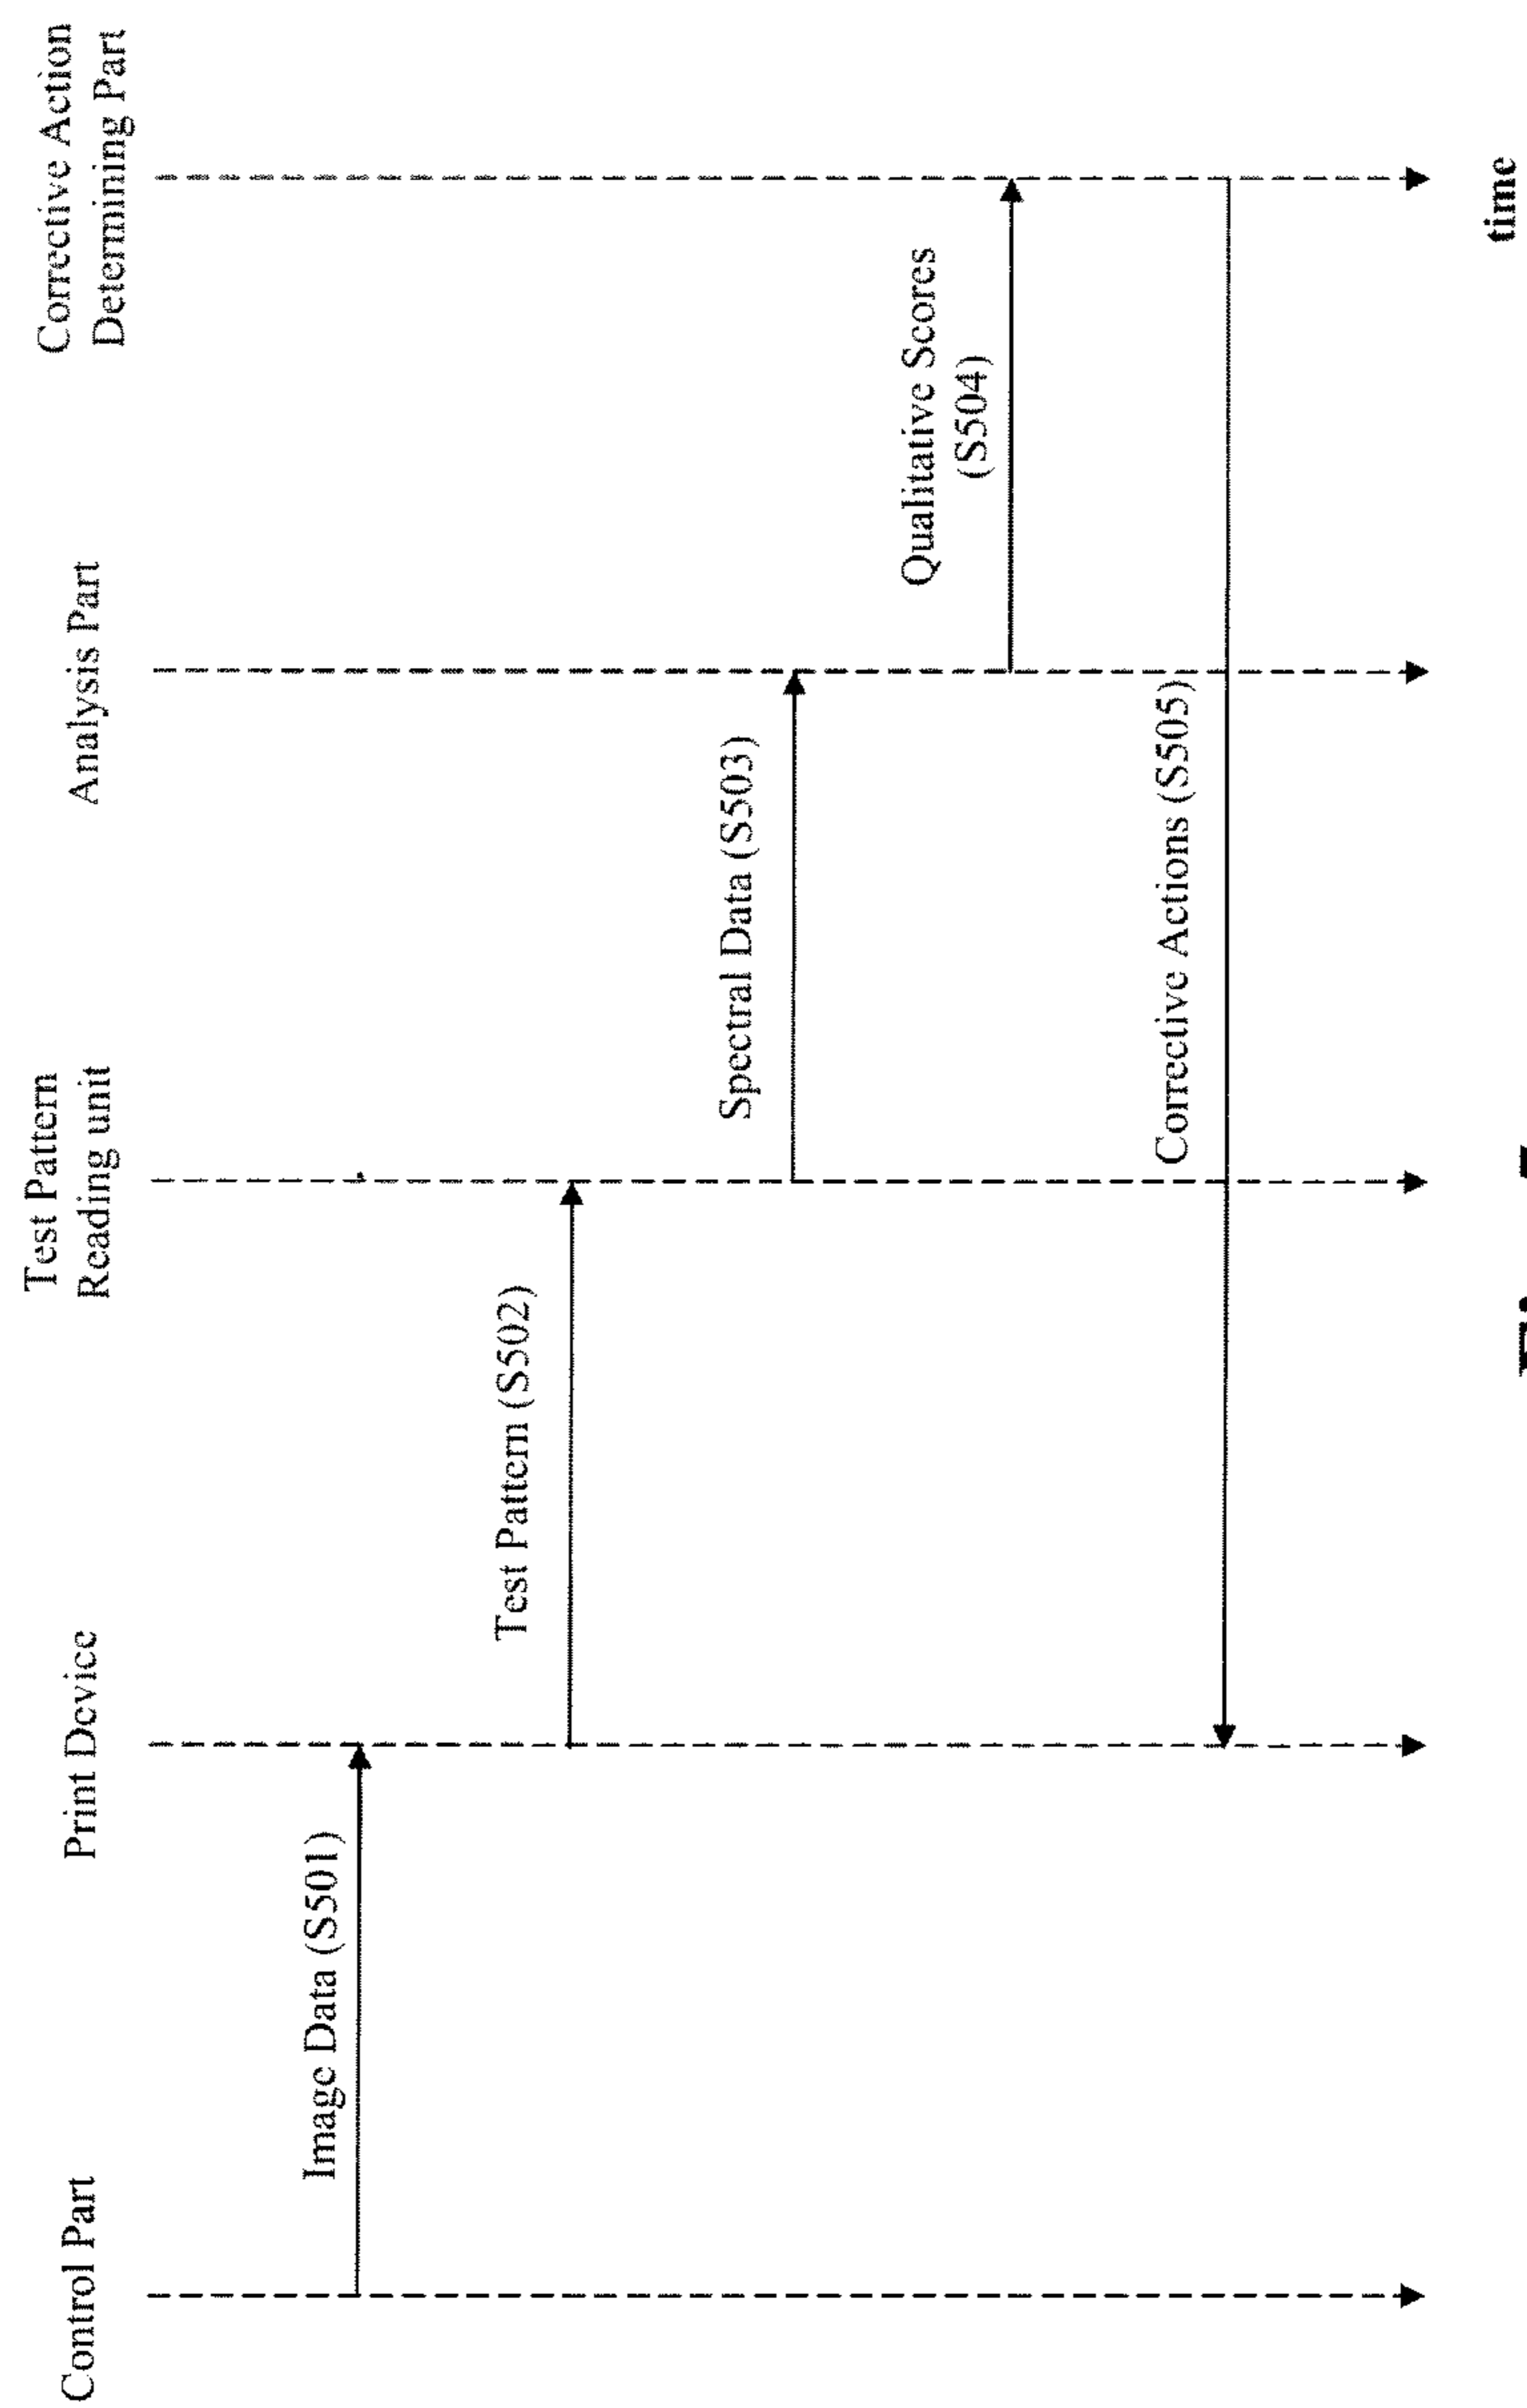 Control Part
Print Device
Test Pattern
Reading unit
Analysis Part
Corrective Action
Determining Part
Image Data (S501)
Test Pattern (S502)
Spectral Data (S503)
Qualitative Scores
(S504)
Corrective Actions (S505)
time